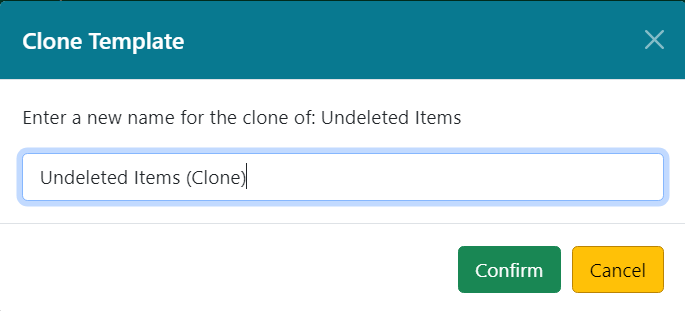 Clone Template
Enter a new name for the clone of: Undeleted Items
Undeleted Items (Clone)
Confirm
Cancel